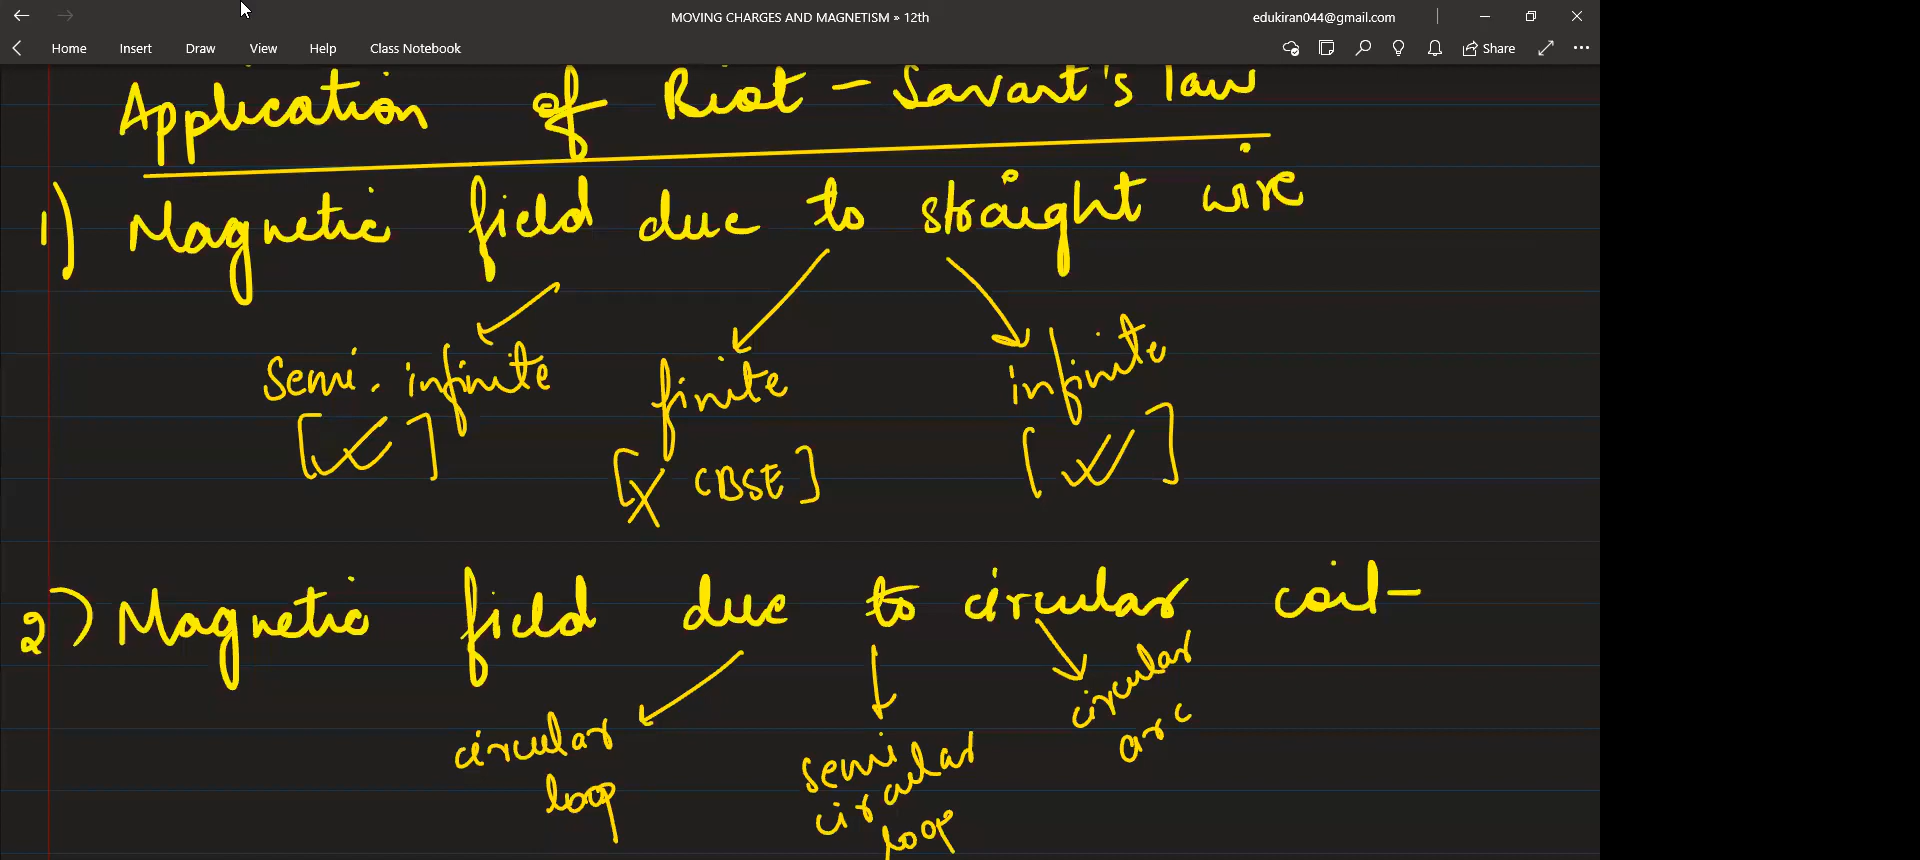 MOVING CHARGES AND MAGNETISM » 12th
edukiran044@gmail.com
Home Insert Draw View Help Class Notebook
Share
Application of Biot - Savart's law
1) Magnetic field due to straight wire
semi. infinite
finite
infinite
[X CBSE]
2) Magnetic field due to circular coil-
circular
loop
semi
circular
loop
circular
arc